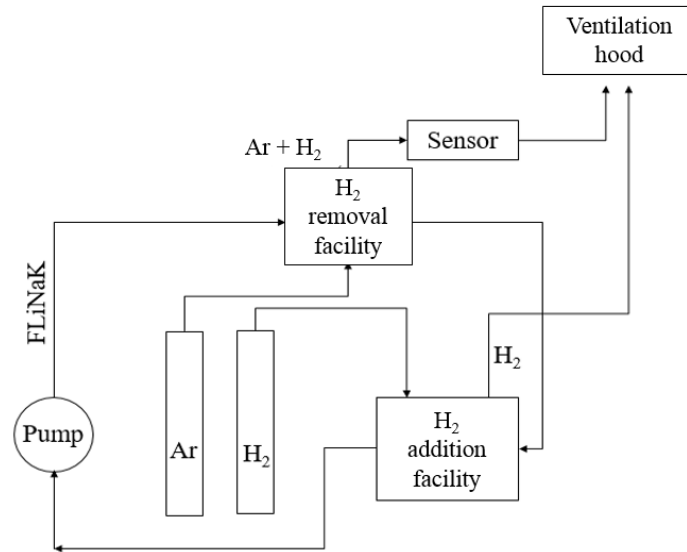 Ventilation
hood
Sensor
Ar + H₂
H₂
removal
facility
FLiNaK
H₂
Pump
Ar
H₂
H₂
addition
facility